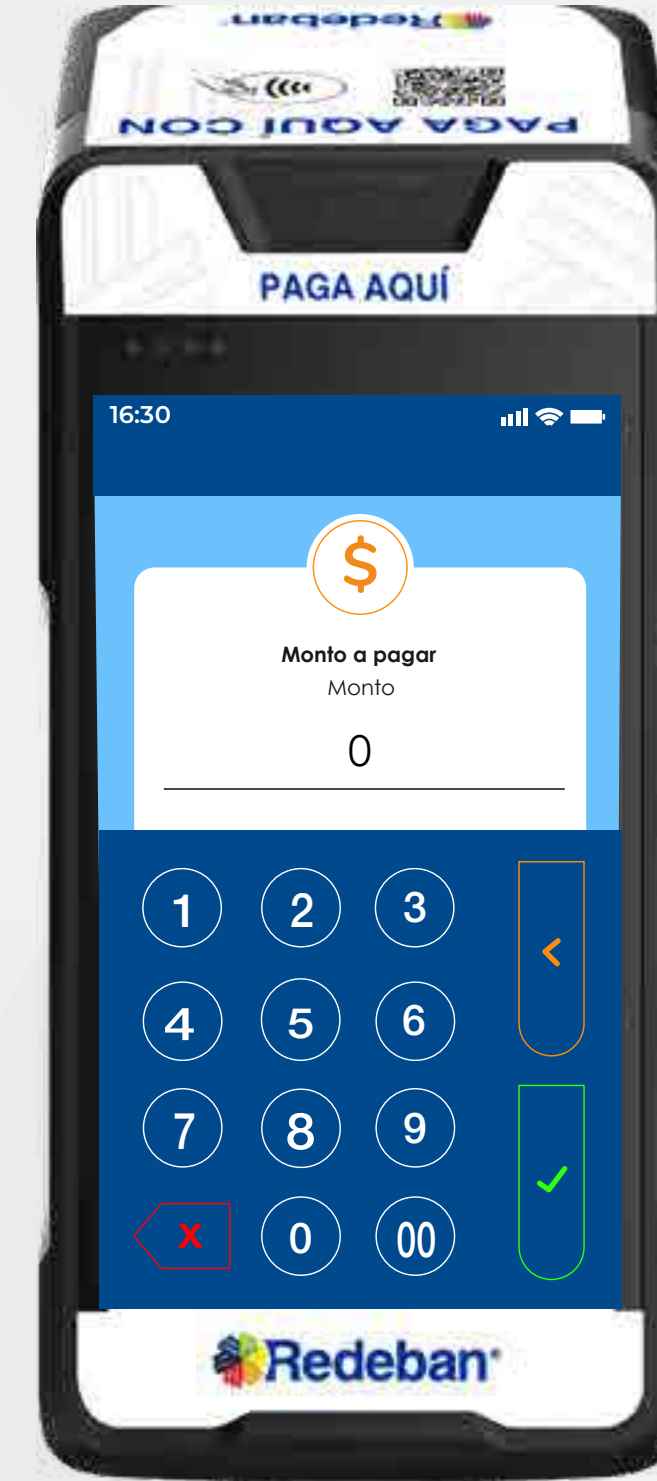 Redeban
PAGA AQUÍ CON
PAGA AQUÍ
16:30
$
Monto a pagar
Monto
0
1 2 3 <
4 5 6
7 8 9
X 0 00
Redeban